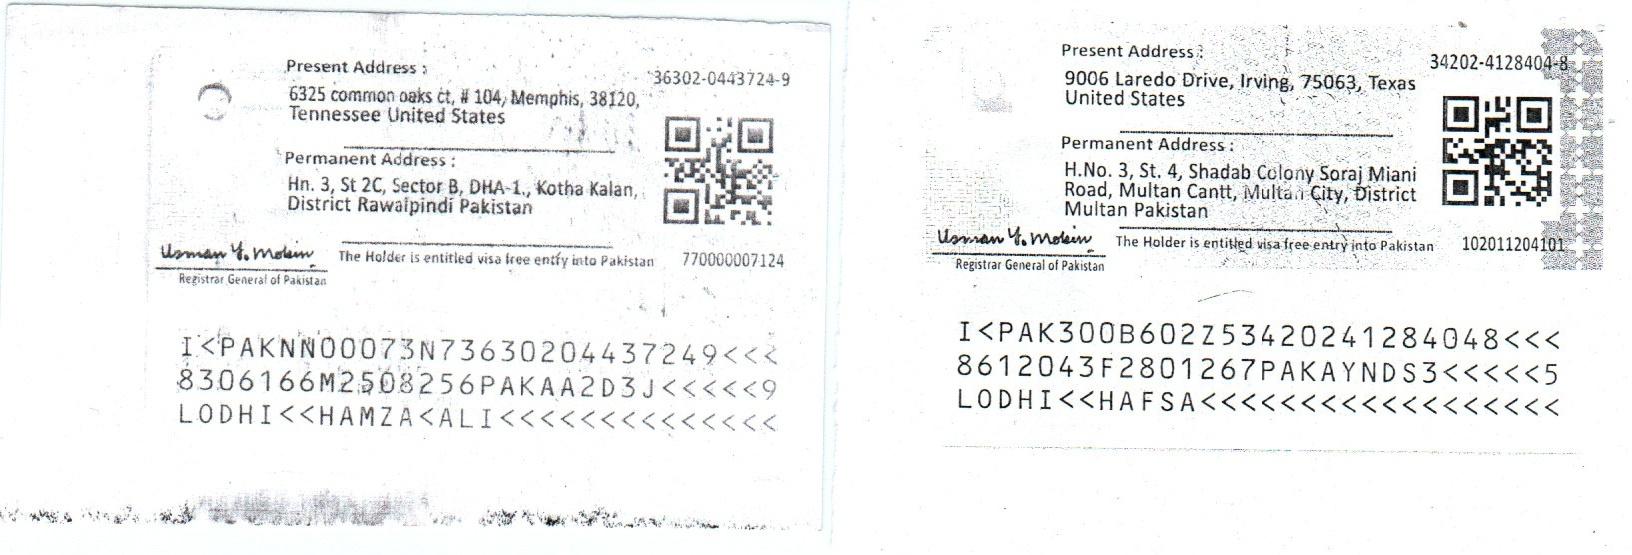 Present Address :
36302-0443724-9
6325 common oaks ct, # 104, Memphis, 38120,
Tennessee United States
Permanent Address :
Hn. 3, St 2C, Sector B, DHA-1., Kotha Kalan,
District Rawalpindi Pakistan
Usman Y. Mobin
The Holder is entitled visa free entry into Pakistan
770000007124
Registrar General of Pakistan
I<PAKNN00073N73630204437249<<<
8306166M2508256PAKAA2D3J<<<<<9
LODHI<<HAMZA<ALI<<<<<<<<<<<<<<
Present Address :
34202-4128404-8
9006 Laredo Drive, Irving, 75063, Texas
United States
Permanent Address :
H.No. 3, St. 4, Shadab Colony Soraj Miani
Road, Multan Cantt, Multan City, District
Multan Pakistan
Usman Y. Mobin
The Holder is entitled visa free entry into Pakistan
102011204101
Registrar General of Pakistan
I<PAK300B602Z53420241284048<<<
8612043F2801267PAKAYNDS3<<<<<5
LODHI<<HAFSA<<<<<<<<<<<<<<<<<<